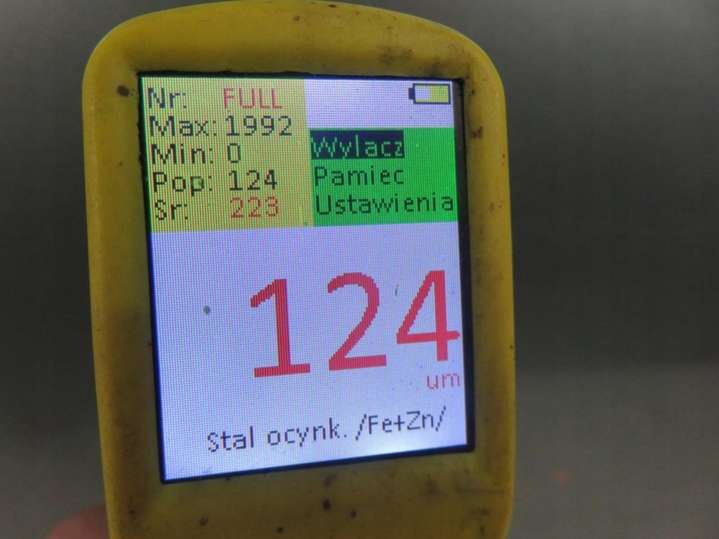 Nr: FULL
Max: 1992
Min: 0
Pop: 124
Sr: 223
Wylacz
Pamiec
Ustawienia
124
um
Stal ocynk. /Fe+Zn/